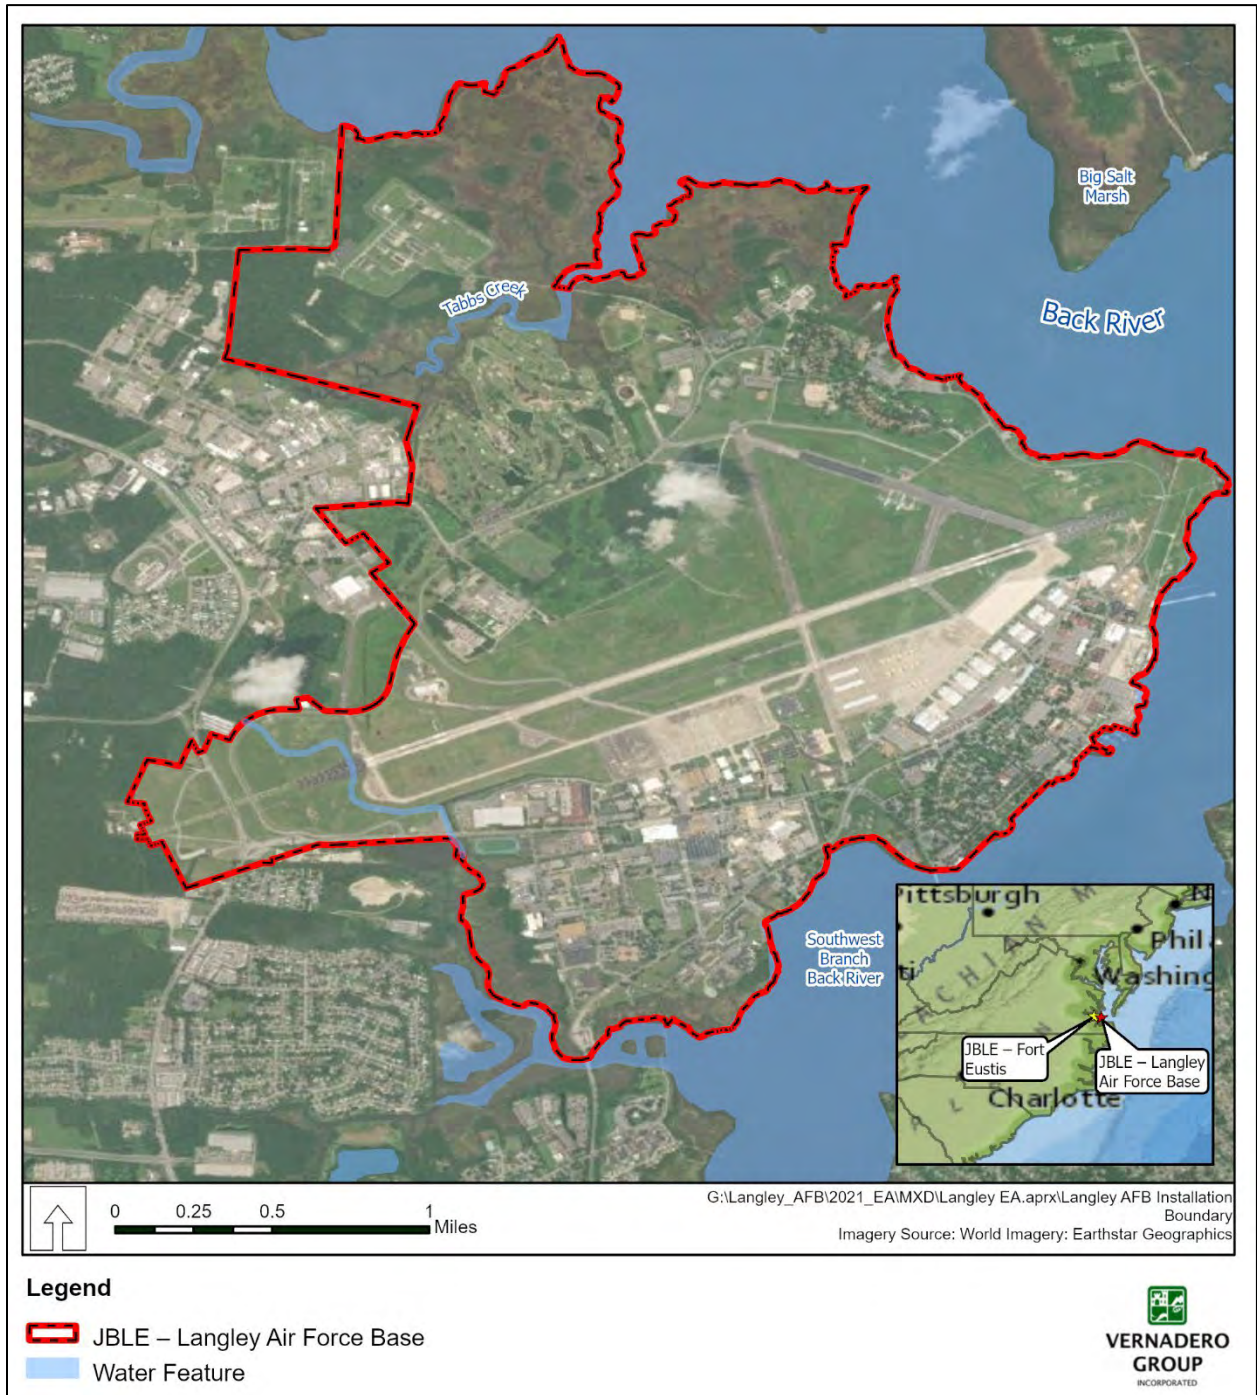 Big Salt
Marsh
Tabbs Creek
Back River
Southwest
Branch
Back River
Pittsburgh
Phil
Washing
ACHIAN M
JBLE – Fort
Eustis
JBLE – Langley
Air Force Base
Charlotte
0 0.25 0.5 1
Miles
G:\Langley_AFB\2021_EA\MXD\Langley EA.aprx\Langley AFB Installation
Boundary
Imagery Source: World Imagery: Earthstar Geographics
Legend
JBLE – Langley Air Force Base
Water Feature
VERNADERO
GROUP
INCORPORATED